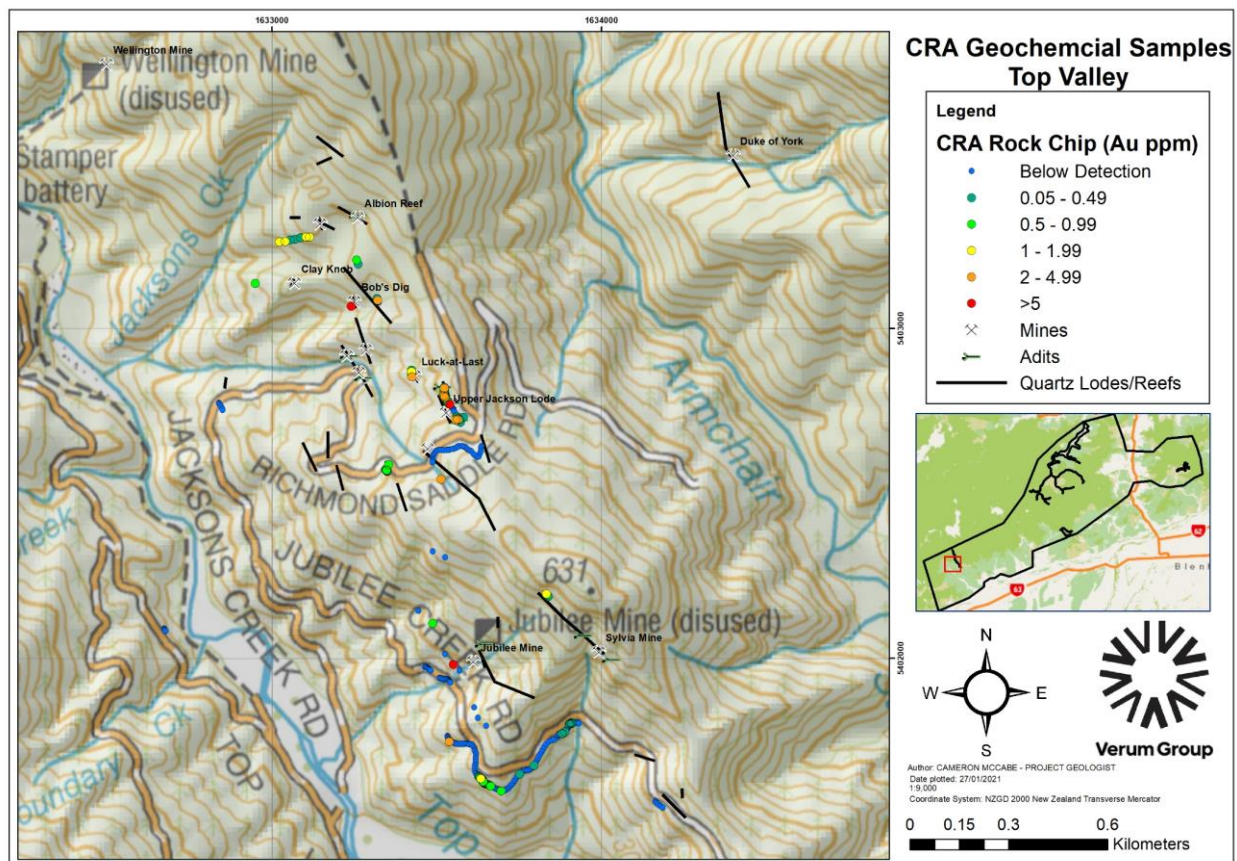 1633000
1634000
Wellington Mine
Wellington Mine
(disused)
Stamper
battery
Duke of York
Albion Reef
Jacksons Ck
Clay Knob
Bob's Dig
5403000
5403000
Luck-at-Last
Upper Jackson Lode
Armchair
RICHMOND SADDLE RD
JACKSONS CREEK RD
Creek
JUBILEE CREEK RD
631
Jubilee Mine (disused)
Jubilee Mine
Sylvia Mine
5402000
5402000
TOP
Boundary Ck
Top
1633000
1634000
CRA Geochemcial Samples
Top Valley
Legend
CRA Rock Chip (Au ppm)
Below Detection
0.05 - 0.49
0.5 - 0.99
1 - 1.99
2 - 4.99
>5
Mines
Adits
Quartz Lodes/Reefs
62
63
Blenh
N
W E
S
Verum Group
Author: CAMERON MCCABE - PROJECT GEOLOGIST
Date plotted: 27/01/2021
1:9,000
Coordinate System: NZGD 2000 New Zealand Transverse Mercator
0 0.15 0.3 0.6
Kilometers